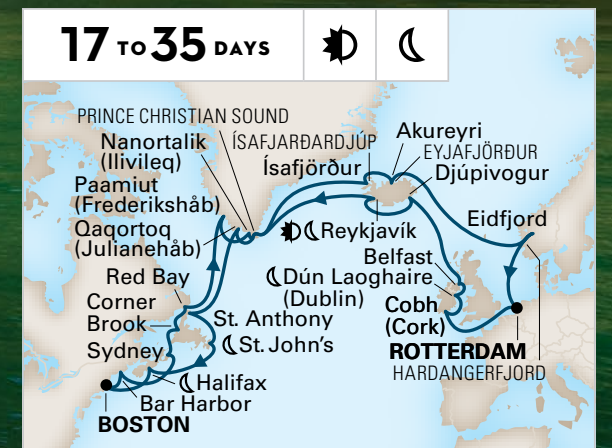 17 TO 35 DAYS
PRINCE CHRISTIAN SOUND
Nanortalik
(Ilivileq)
Paamiut
(Frederikshåb)
Qaqortoq
(Julianehåb)
Red Bay
Corner
Brook
Sydney
ÍSAFJARÐARDJÚP
Ísafjörður
Akureyri
EYJAFJÖRÐUR
Djúpivogur
Reykjavík
Eidfjord
Belfast
Dún Laoghaire
(Dublin)
Cobh
(Cork)
ROTTERDAM
HARDANGERFJORD
St. Anthony
St. John's
Halifax
Bar Harbor
BOSTON